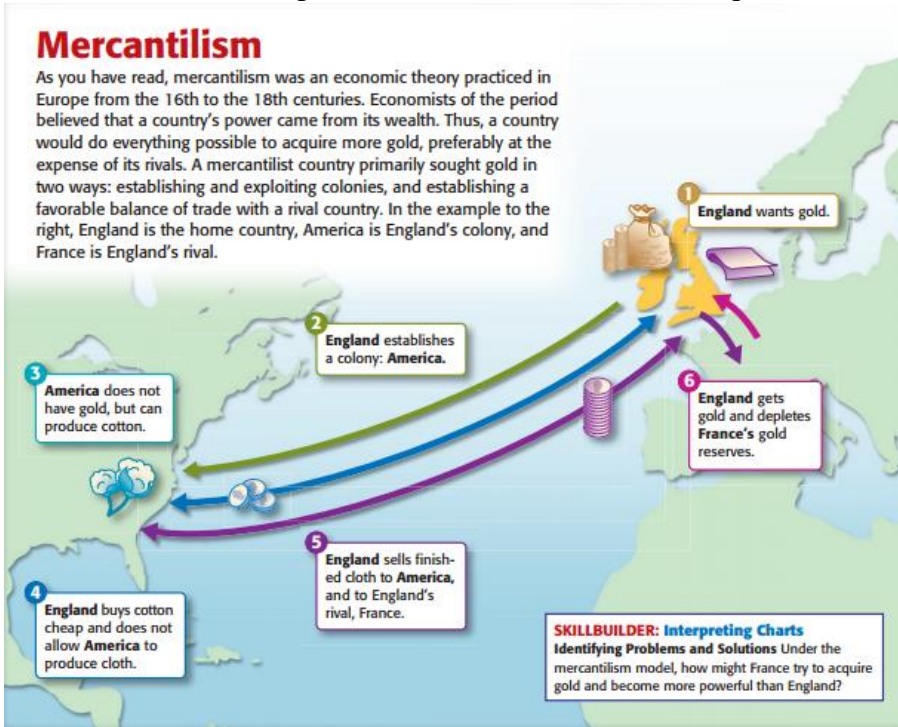 Mercantilism
As you have read, mercantilism was an economic theory practiced in
Europe from the 16th to the 18th centuries. Economists of the period
believed that a country's power came from its wealth. Thus, a country
would do everything possible to acquire more gold, preferably at the
expense of its rivals. A mercantilist country primarily sought gold in
two ways: establishing and exploiting colonies, and establishing a
favorable balance of trade with a rival country. In the example to the
right, England is the home country, America is England's colony, and
France is England's rival.
1
England wants gold.
2
England establishes
a colony: America.
3
America does not
have gold, but can
produce cotton.
4
England buys cotton
cheap and does not
allow America to
produce cloth.
5
England sells finish-
ed cloth to America,
and to England's
rival, France.
6
England gets
gold and depletes
France's gold
reserves.
SKILLBUILDER: Interpreting Charts
Identifying Problems and Solutions Under the
mercantilism model, how might France try to acquire
gold and become more powerful than England?